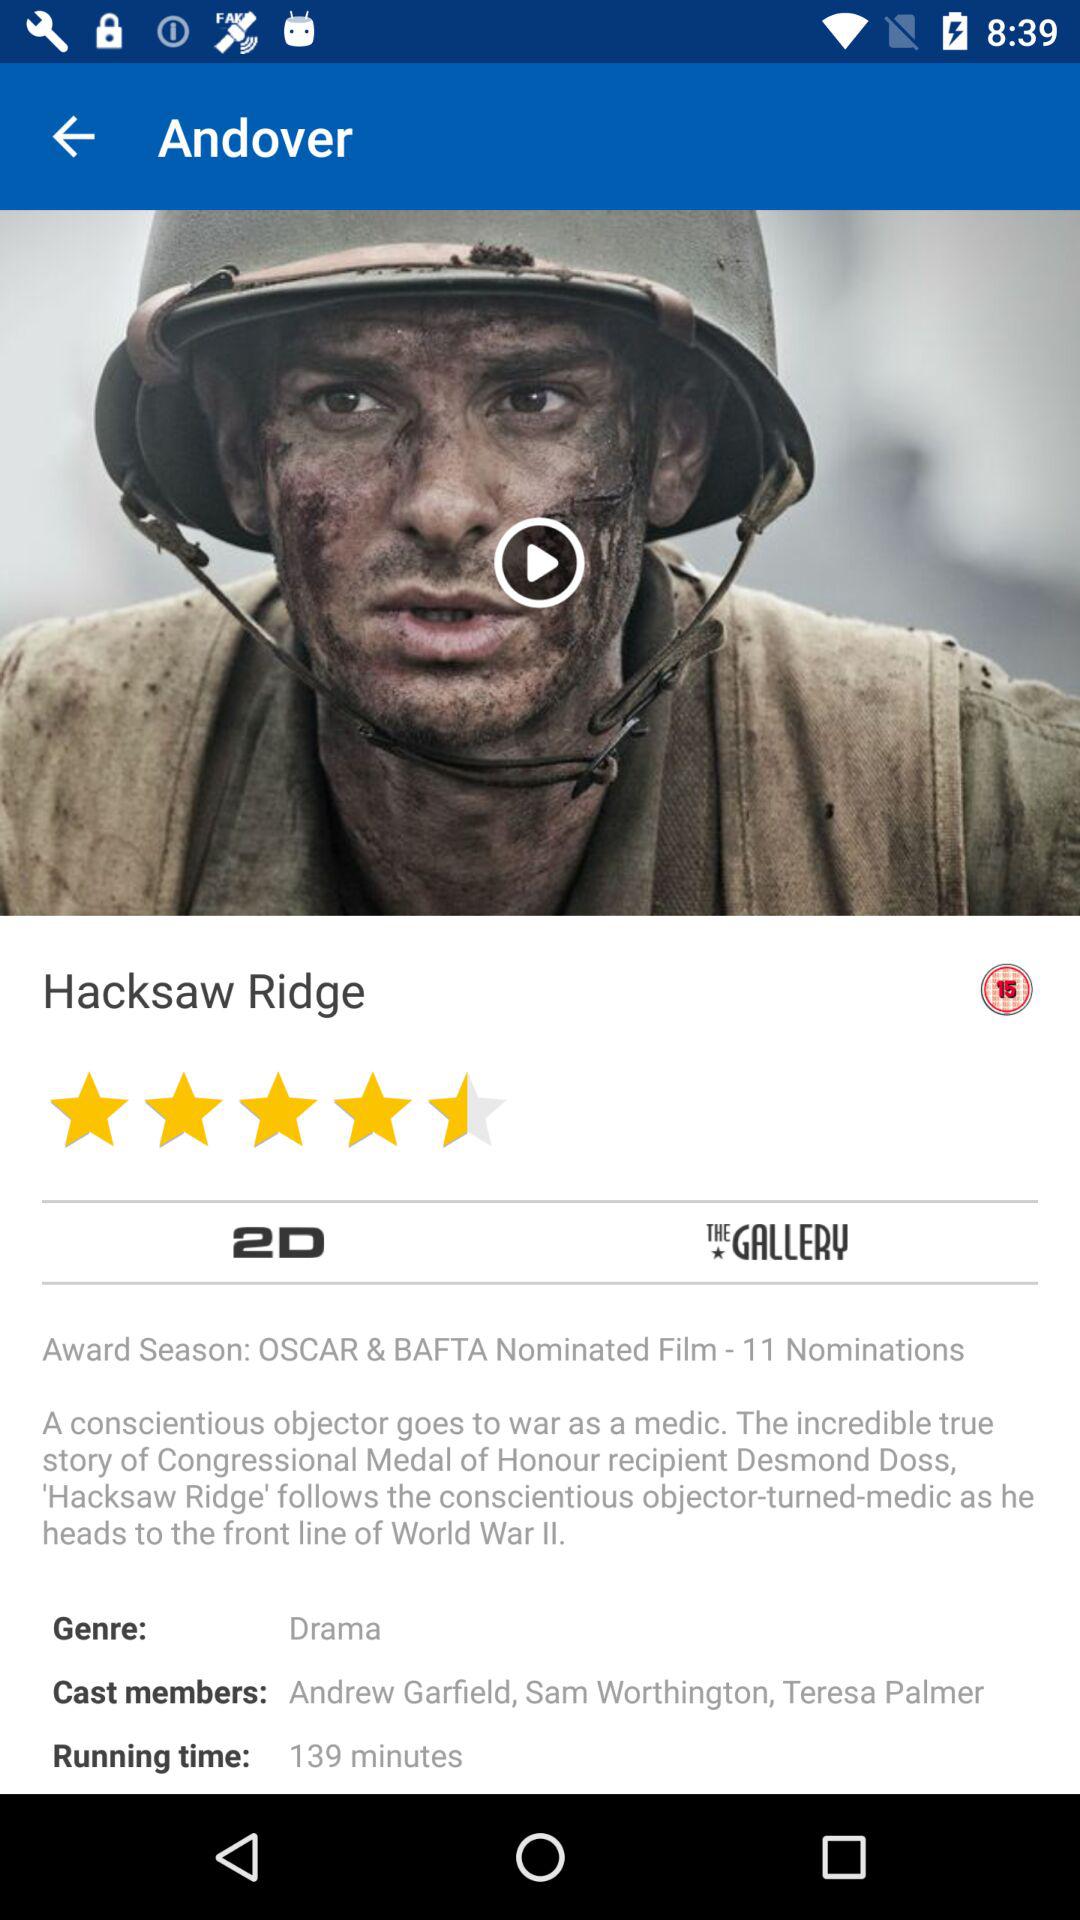 FAKE
8:39
Andover
Hacksaw Ridge
15
2D
THE GALLERY
Award Season: OSCAR & BAFTA Nominated Film - 11 Nominations
A conscientious objector goes to war as a medic. The incredible true
story of Congressional Medal of Honour recipient Desmond Doss,
'Hacksaw Ridge' follows the conscientious objector-turned-medic as he
heads to the front line of World War II.
Genre: Drama
Cast members: Andrew Garfield, Sam Worthington, Teresa Palmer
Running time: 139 minutes